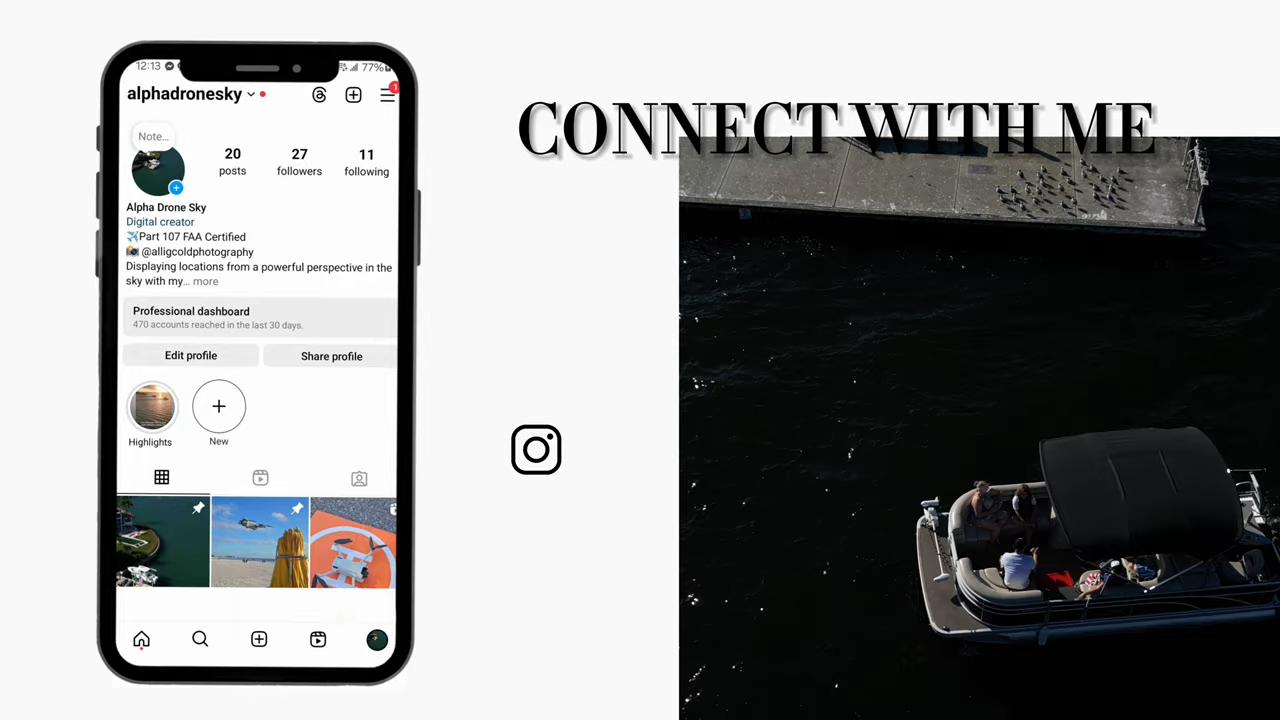 12:13
77%
alphadronesky
1
CONNECT WITH ME
Note...
20
27
11
posts
followers
following
Alpha Drone Sky
Digital creator
✈️Part 107 FAA Certified
📸 @alligcoldphotography
Displaying locations from a powerful perspective in the
sky with my... more
Professional dashboard
470 accounts reached in the last 30 days.
Edit profile
Share profile
Highlights
New